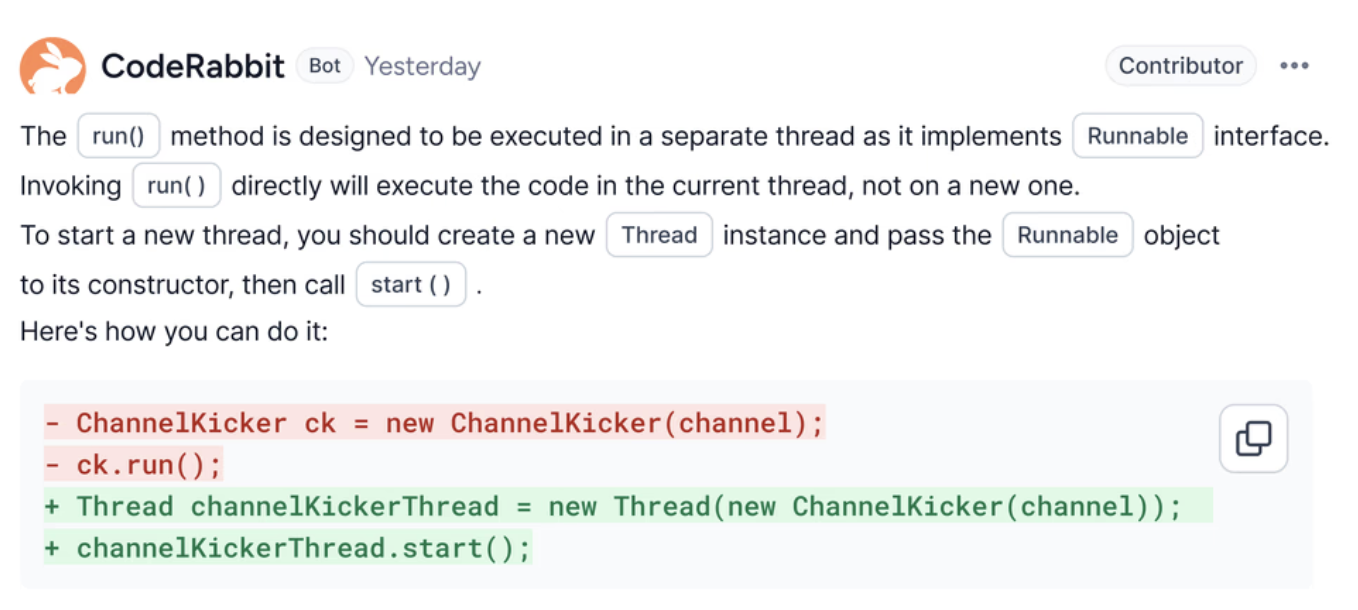 CodeRabbit Bot Yesterday Contributor •••
The run() method is designed to be executed in a separate thread as it implements Runnable interface.
Invoking run( ) directly will execute the code in the current thread, not on a new one.
To start a new thread, you should create a new Thread instance and pass the Runnable object
to its constructor, then call start ( ) .
Here's how you can do it:
- ChannelKicker ck = new ChannelKicker(channel);
- ck.run();
+ Thread channelKickerThread = new Thread(new ChannelKicker(channel));
+ channelKickerThread.start();